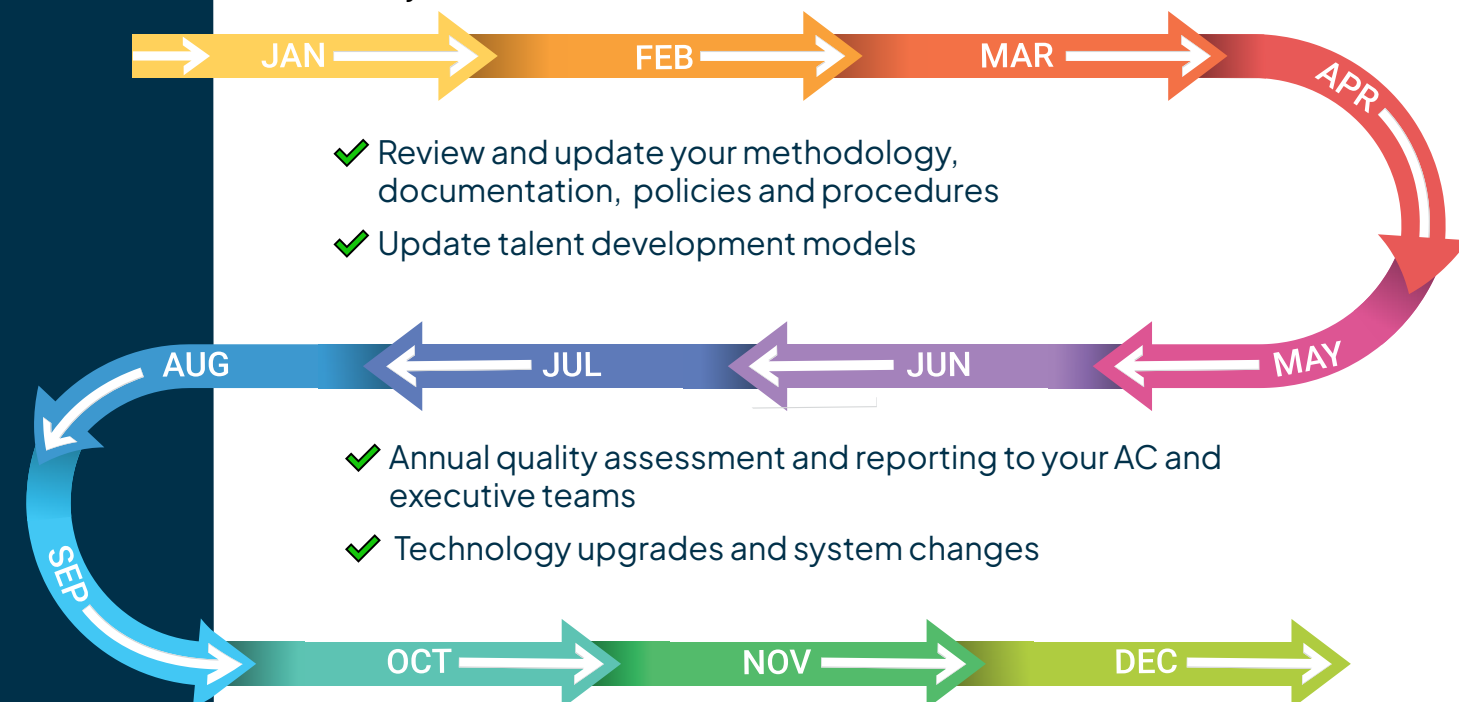 JAN FEB MAR APR
Review and update your methodology,
documentation, policies and procedures
Update talent development models
AUG JUL JUN MAY
Annual quality assessment and reporting to your AC and
executive teams
Technology upgrades and system changes
SEP
OCT NOV DEC